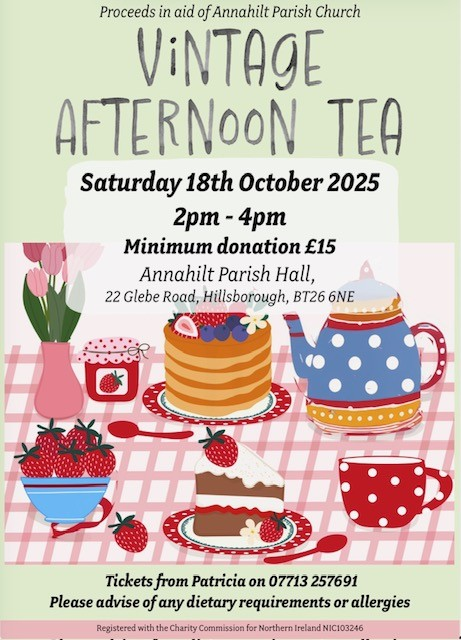 Proceeds in aid of Annahilt Parish Church
ViNTAGE
AFTERNOON TEA
Saturday 18th October 2025
2pm - 4pm
Minimum donation £15
Annahilt Parish Hall,
22 Glebe Road, Hillsborough, BT26 6NE
Tickets from Patricia on 07713 257691
Please advise of any dietary requirements or allergies
Registered with the Charity Commission for Northern Ireland NIC103246